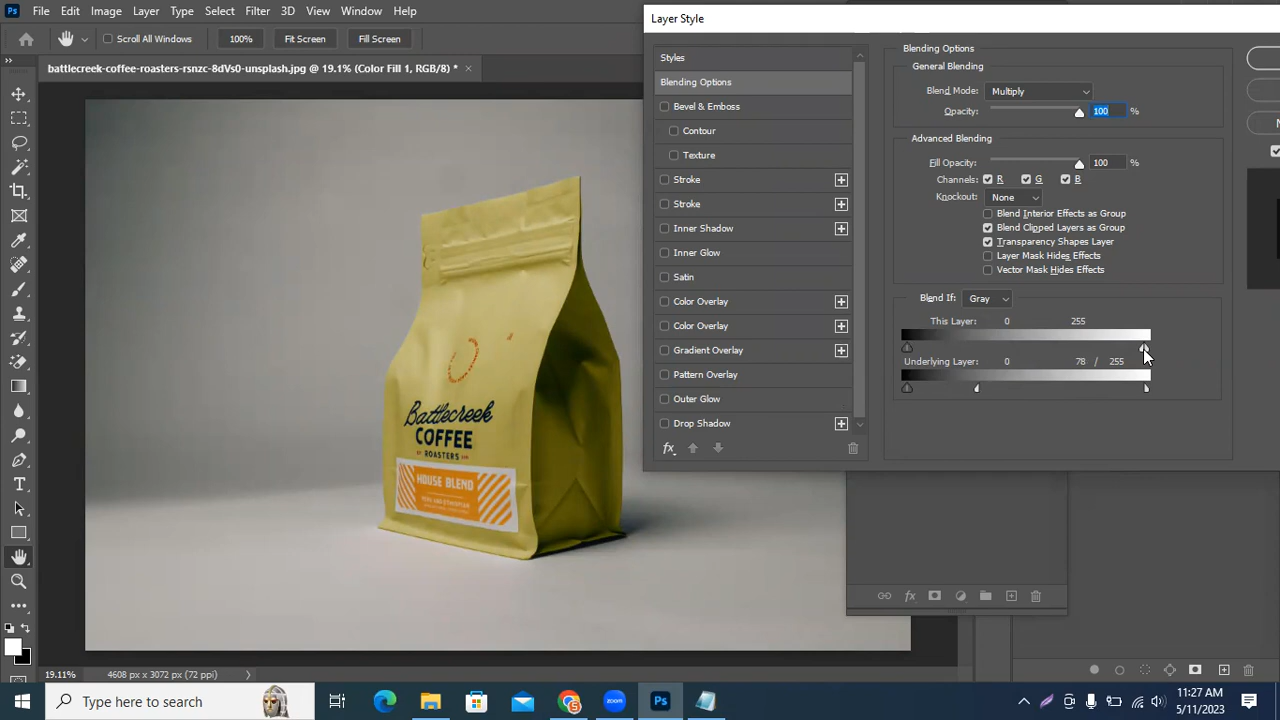 Ps File Edit Image Layer Type Select Filter 3D View Window Help
Scroll All Windows 100% Fit Screen Fill Screen
battlecreek-coffee-roasters-rsnzc-8dVs0-unsplash.jpg @ 19.1% (Color Fill 1, RGB/8) * ×
Battlecreek
COFFEE
ROASTERS
HOUSE BLEND
19.11% 4608 px x 3072 px (72 ppi)
Layer Style
Styles
Blending Options
Bevel & Emboss
Contour
Texture
Stroke
Stroke
Inner Shadow
Inner Glow
Satin
Color Overlay
Color Overlay
Gradient Overlay
Pattern Overlay
Outer Glow
Drop Shadow
fx
Blending Options
General Blending
Blend Mode: Multiply
Opacity: 100 %
Advanced Blending
Fill Opacity: 100 %
Channels: R G B
Knockout: None
Blend Interior Effects as Group
Blend Clipped Layers as Group
Transparency Shapes Layer
Layer Mask Hides Effects
Vector Mask Hides Effects
Blend If: Gray
This Layer: 0 255
Underlying Layer: 0 78 / 255
fx
Type here to search
Ps
11:27 AM
5/11/2023